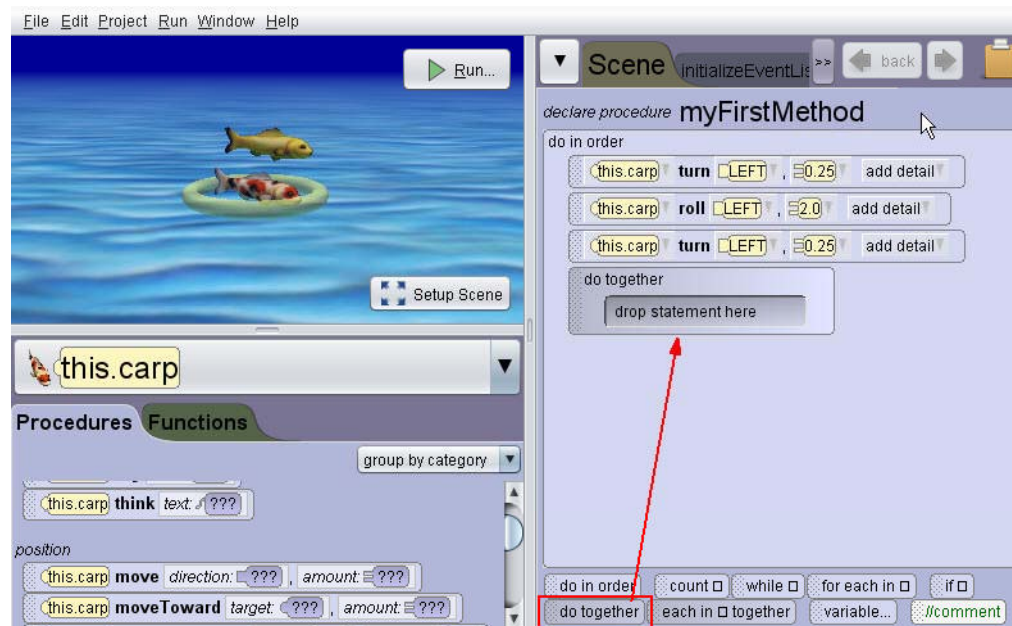 File Edit Project Run Window Help
Run...
Setup Scene
this.carp
Procedures Functions
group by category
this.carp think text: ???
position
this.carp move direction: ??? , amount: ???
this.carp moveToward target: ??? , amount: ???
Scene initializeEventLis >> back
declare procedure myFirstMethod
do in order
this.carp turn LEFT , 0.25 add detail
this.carp roll LEFT , 2.0 add detail
this.carp turn LEFT , 0.25 add detail
do together
drop statement here
do in order count while for each in if
do together each in together variable... //comment